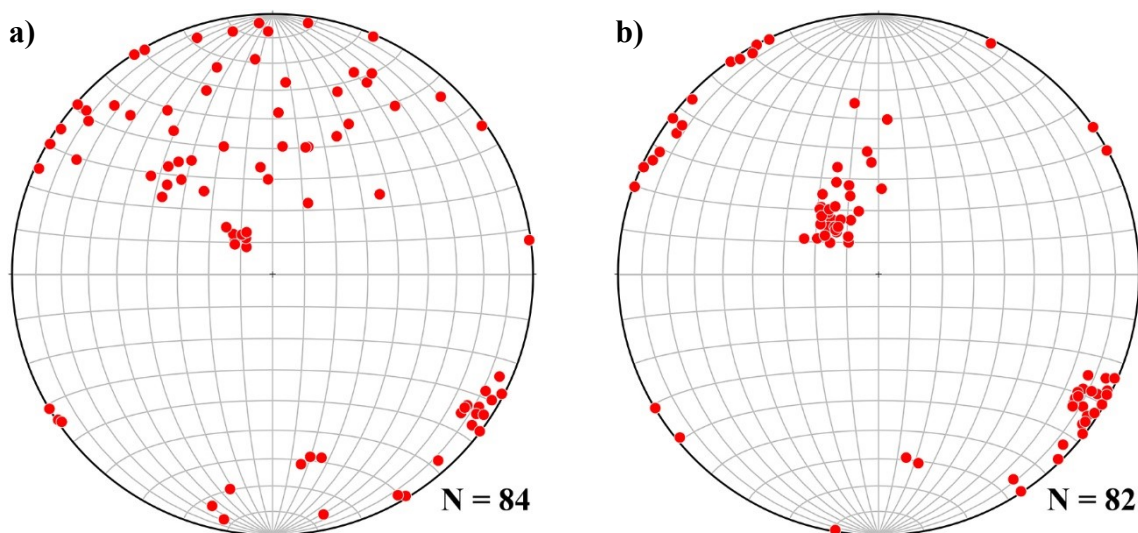 a)
b)
N = 84
N = 82